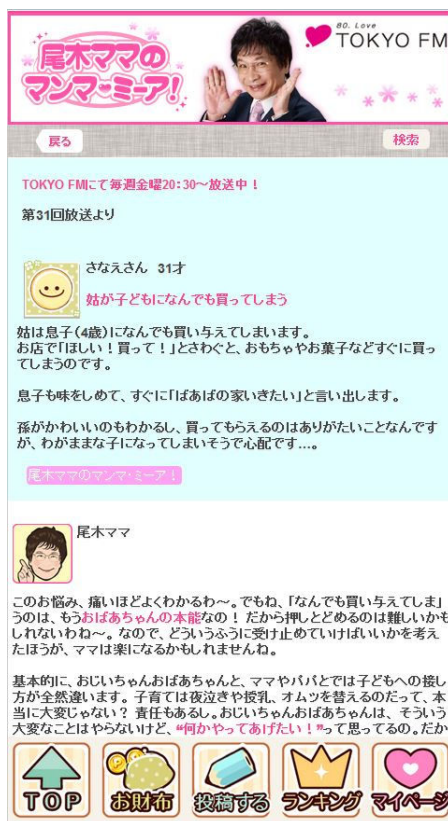 尾木ママの
マンマ・ミーア!
80. Love
TOKYO FM
戻る
検索
TOKYO FMにて毎週金曜20:30〜放送中!
第31回放送より
さなえさん 31才
姑が子どもになんでも買ってしまう
姑は息子(4歳)になんでも買い与えてしまいます。
お店で「ほしい!買って!」とさわぐと、おもちゃやお菓子などすぐに買っ
てしまうのです。
息子も味をしめて、すぐに「ばあばの家いきたい」と言い出します。
孫がかわいいのもわかるし、買ってもらえるのはありがたいことなんです
が、わがままな子になってしまいそうで心配です…。
尾木ママのマンマ・ミーア!
尾木ママ
このお悩み、痛いほどよくわかるわ〜。でもね、「なんでも買い与えてしま」
うのは、もうおばあちゃんの本能なの! だから押しとどめるのは難しいかも
しれないわね〜。なので、どういうふうに受け止めていけばいいかを考え
たほうが、ママは楽になるかもしれませんね。
基本的に、おじいちゃんおばあちゃんと、ママやパパとでは子どもへの接し
方が全然違います。子育ては夜泣きや授乳、オムツを替えるのだって、本
当に大変じゃない? 責任もあるし。おじいちゃんおばあちゃんは、そういう
大変なことはやらないけど、“何かやってあげたい!”って思ってるの。だか
TOP
お財布
投稿する
ランキング
マイページ